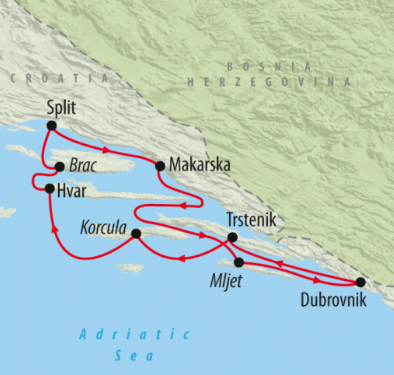 BOSNIA
HERZEGOVINA
CROATIA
Split
Brac
Makarska
Hvar
Korcula
Trstenik
Mljet
Dubrovnik
Adriatic
Sea